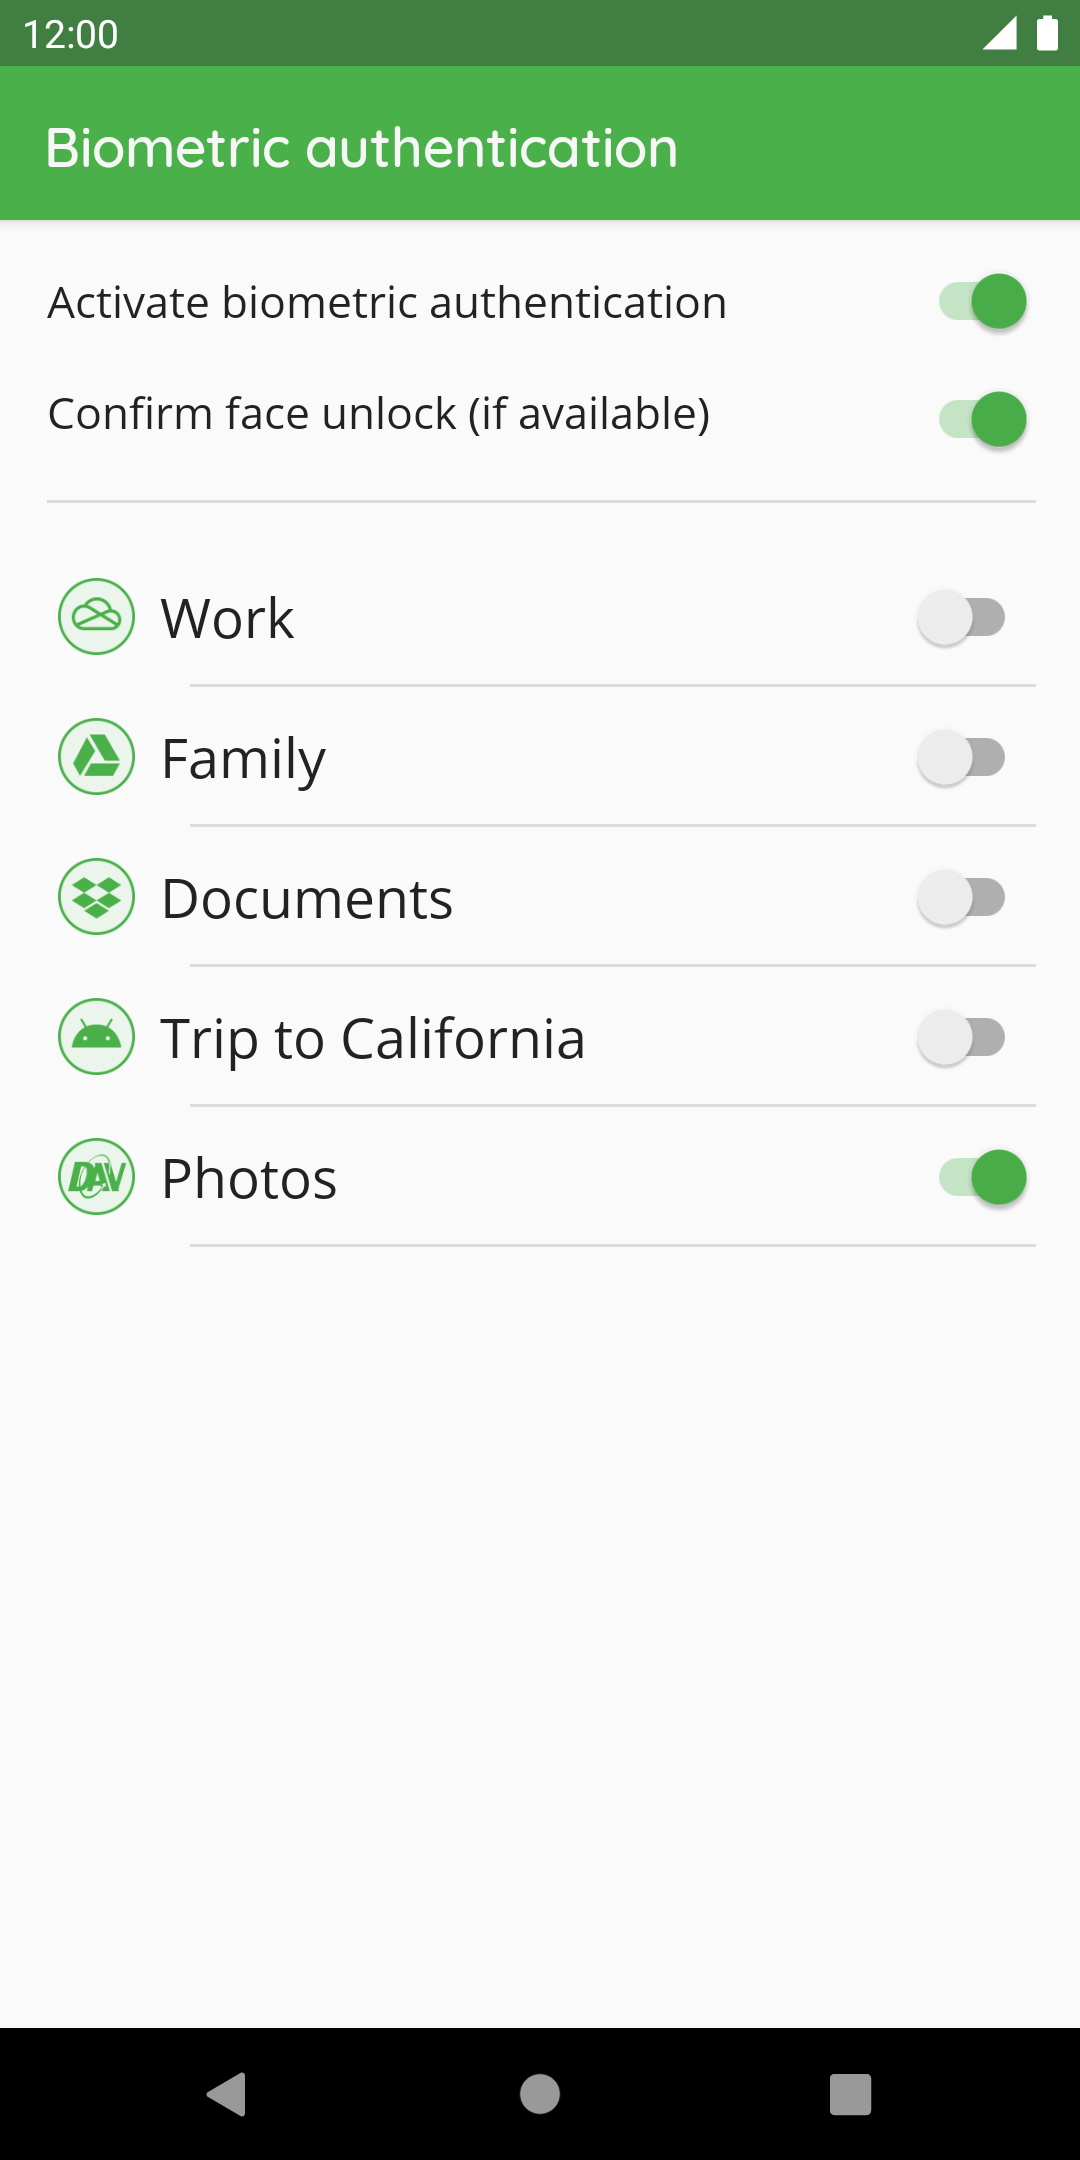 12:00
Biometric authentication
Activate biometric authentication
Confirm face unlock (if available)
Work
Family
Documents
Trip to California
DAV
Photos